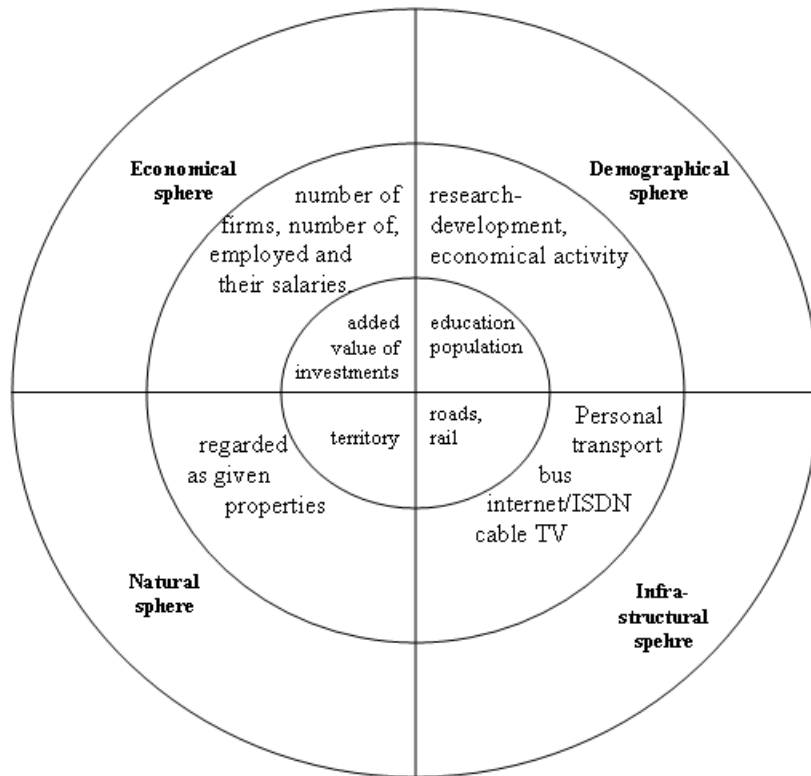 Economical
sphere
Demographical
sphere
number of
firms, number of,
employed and
their salaries.
research-
development,
economical activity
added
value of
investments
education
population
territory
roads,
rail
regarded
as given
properties
Personal
transport
bus
internet/ISDN
cable TV
Natural
sphere
Infra-
structural
spehre